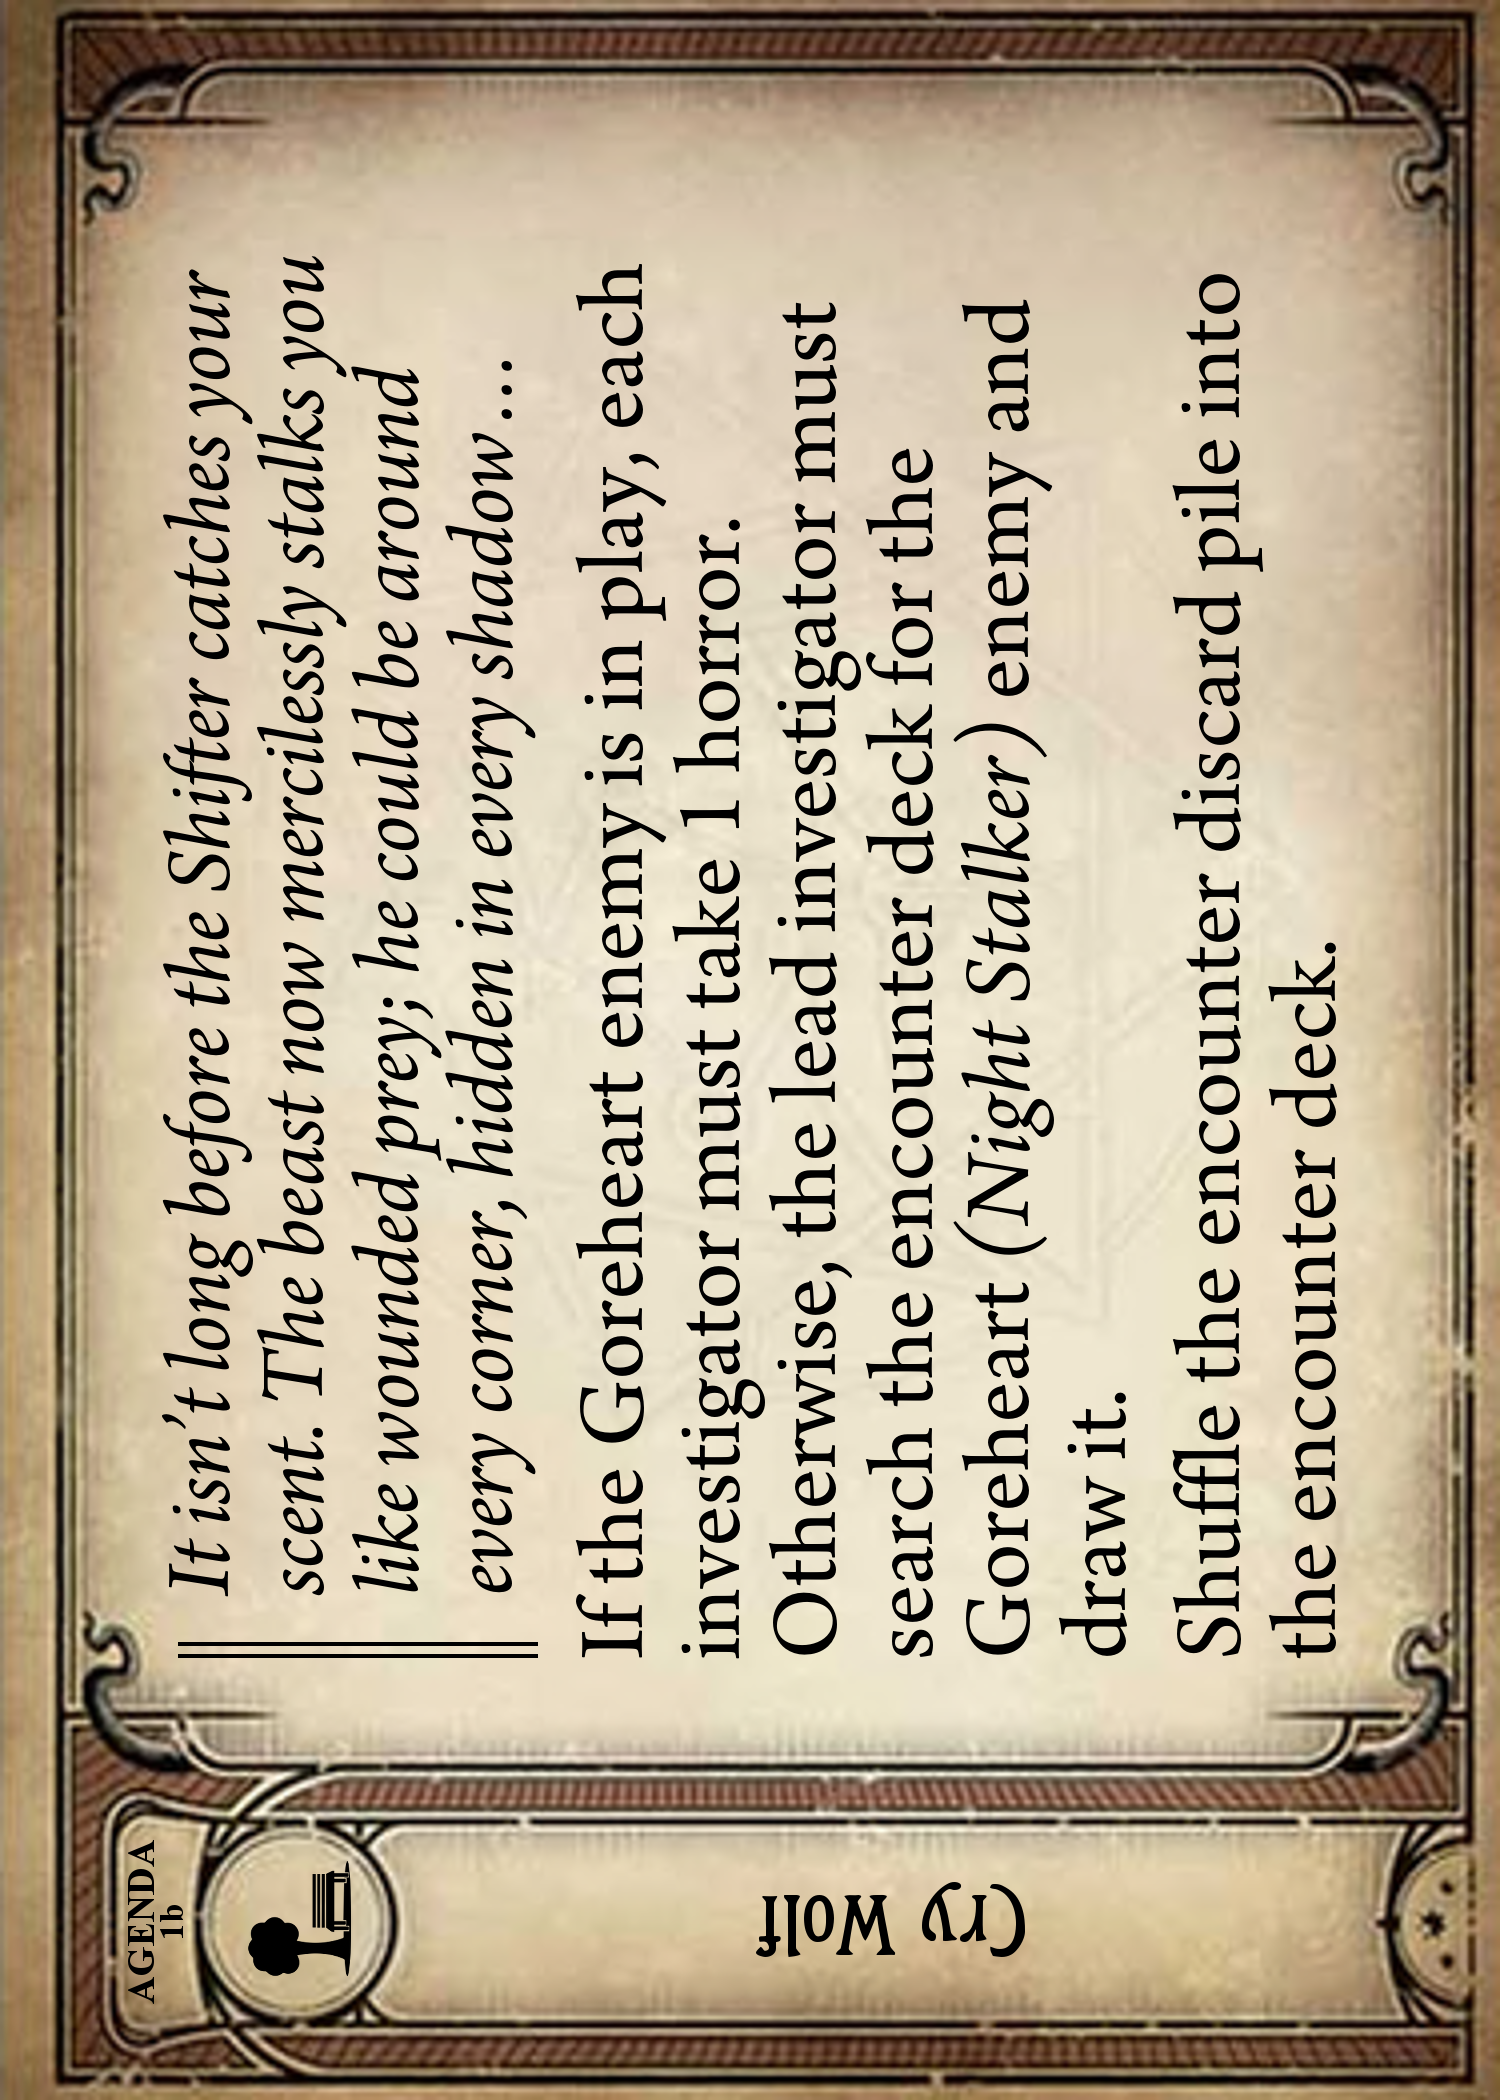 AGENDA
1b
Cry Wolf
It isn’t long before the Shifter catches your
scent. The beast now mercilessly stalks you
like wounded prey; he could be around
every corner, hidden in every shadow...
If the Goreheart enemy is in play, each
investigator must take 1 horror.
Otherwise, the lead investigator must
search the encounter deck for the
Goreheart (Night Stalker) enemy and
draw it.
Shuffle the encounter discard pile into
the encounter deck.